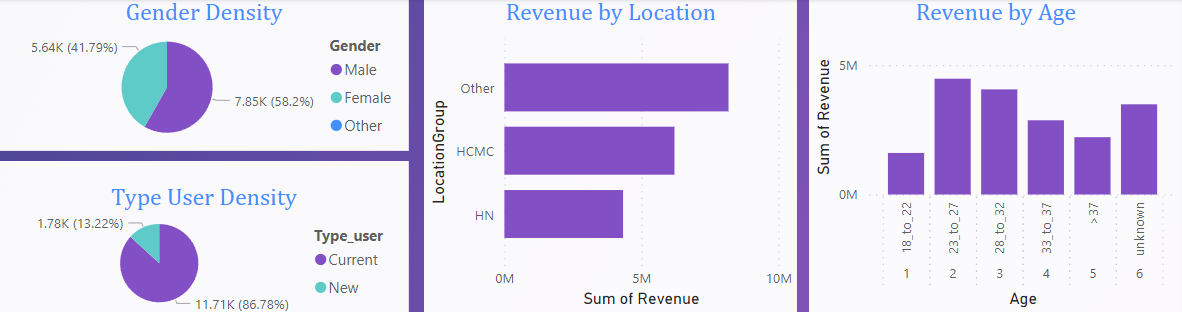 Gender Density
5.64K (41.79%)
7.85K (58.2%)
Gender
Male
Female
Other
Type User Density
1.78K (13.22%)
11.71K (86.78%)
Type_user
Current
New
Revenue by Location
LocationGroup
Other
HCMC
HN
0M
5M
10M
Sum of Revenue
Revenue by Age
Sum of Revenue
5M
0M
18_to_22
23_to_27
28_to_32
33_to_37
> 37
unknown
1
2
3
4
5
6
Age